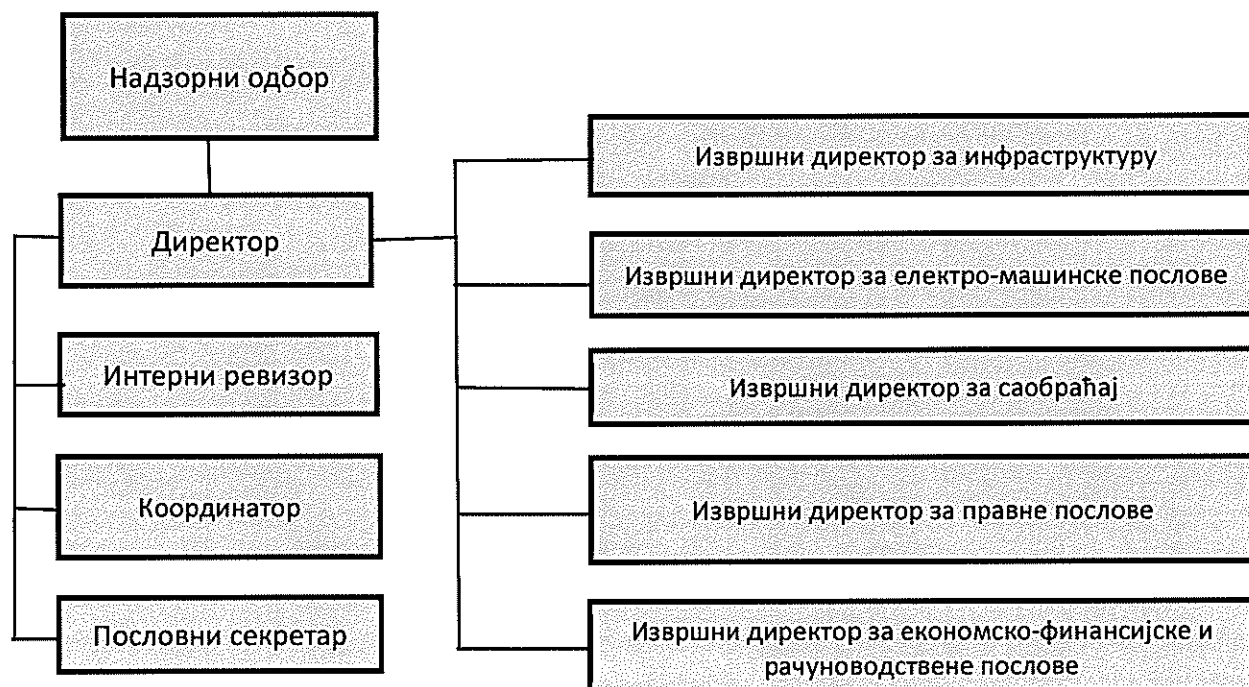 Надзорни одбор
Директор
Интерни ревизор
Координатор
Пословни секретар
Извршни директор за инфраструктуру
Извршни директор за електро-машинске послове
Извршни директор за саобраћај
Извршни директор за правне послове
Извршни директор за економско-финансијске и
рачуноводствене послове